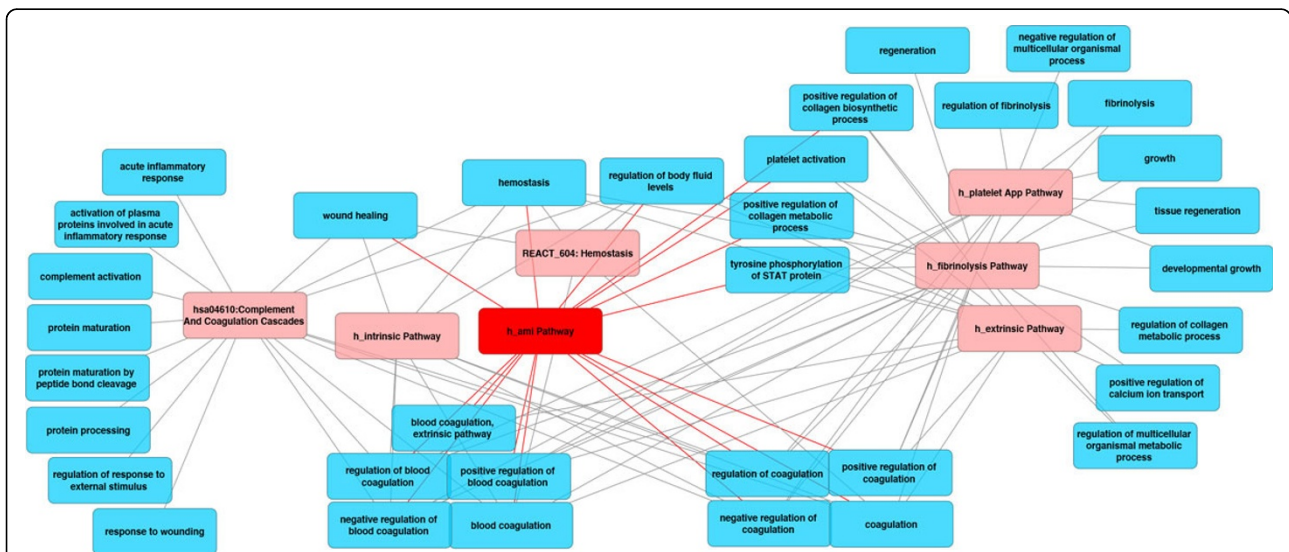 regeneration
negative regulation of
multicellular organismal
process
positive regulation of
collagen biosynthetic
process
regulation of fibrinolysis
fibrinolysis
acute inflammatory
response
hemostasis
regulation of body fluid
levels
platelet activation
growth
h_platelet App Pathway
activation of plasma
proteins involved in acute
inflammatory response
wound healing
positive regulation of
collagen metabolic
process
tissue regeneration
REACT_604: Hemostasis
complement activation
tyrosine phosphorylation
of STAT protein
h_fibrinolysis Pathway
developmental growth
protein maturation
hsa04610:Complement
And Coagulation Cascades
h_intrinsic Pathway
h_ami Pathway
h_extrinsic Pathway
regulation of collagen
metabolic process
protein maturation by
peptide bond cleavage
positive regulation of
calcium ion transport
protein processing
blood coagulation,
extrinsic pathway
regulation of multicellular
organismal metabolic
process
regulation of response to
external stimulus
regulation of blood
coagulation
positive regulation of
blood coagulation
regulation of coagulation
positive regulation of
coagulation
response to wounding
negative regulation of
blood coagulation
blood coagulation
negative regulation of
coagulation
coagulation